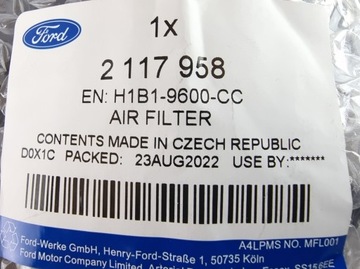 Ford
1x
2 117 958
EN: H1B1-9600-CC
AIR FILTER
CONTENTS MADE IN CZECH REPUBLIC
D0X1C PACKED: 23AUG2022 USE BY:*******
A4LPMS NO. MFL001
Ford-Werke GmbH, Henry-Ford-Straße 1, 50735 Köln
Ford Motor Company Limited, SS156EE